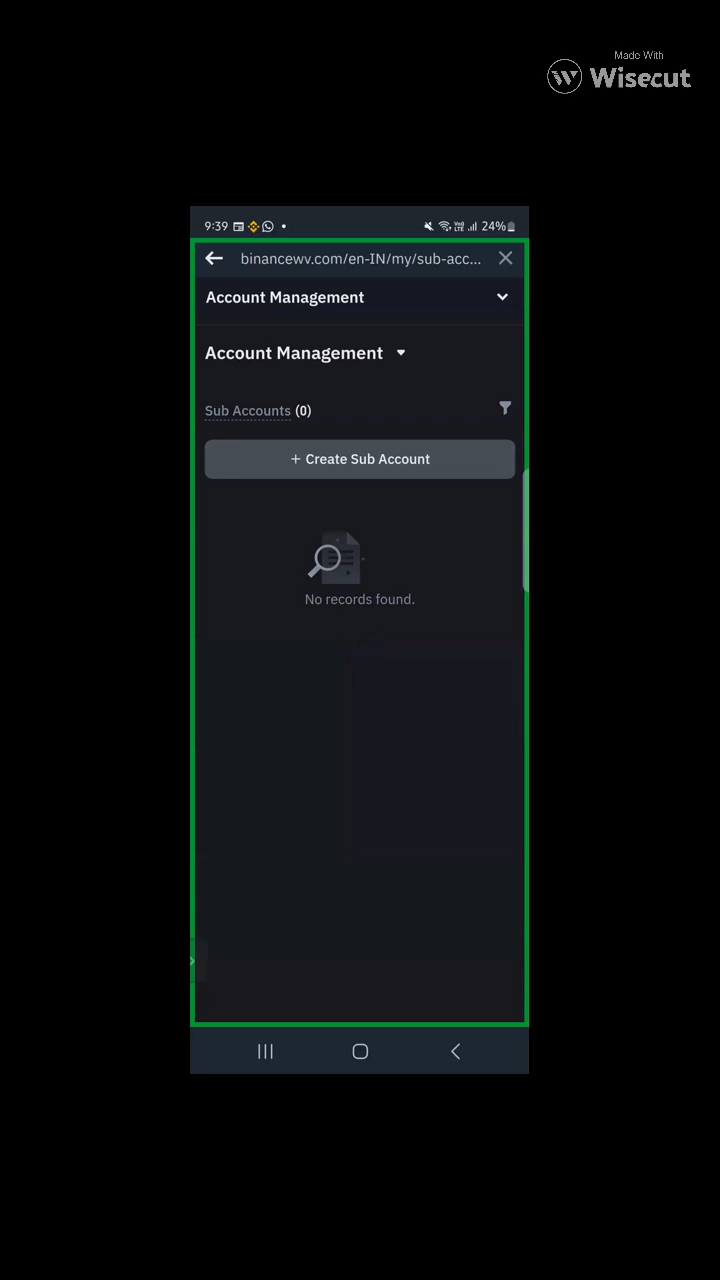 Made With
Wisecut
9:39 24%
binancewv.com/en-IN/my/sub-acc...
Account Management
Account Management
Sub Accounts (0)
+ Create Sub Account
No records found.